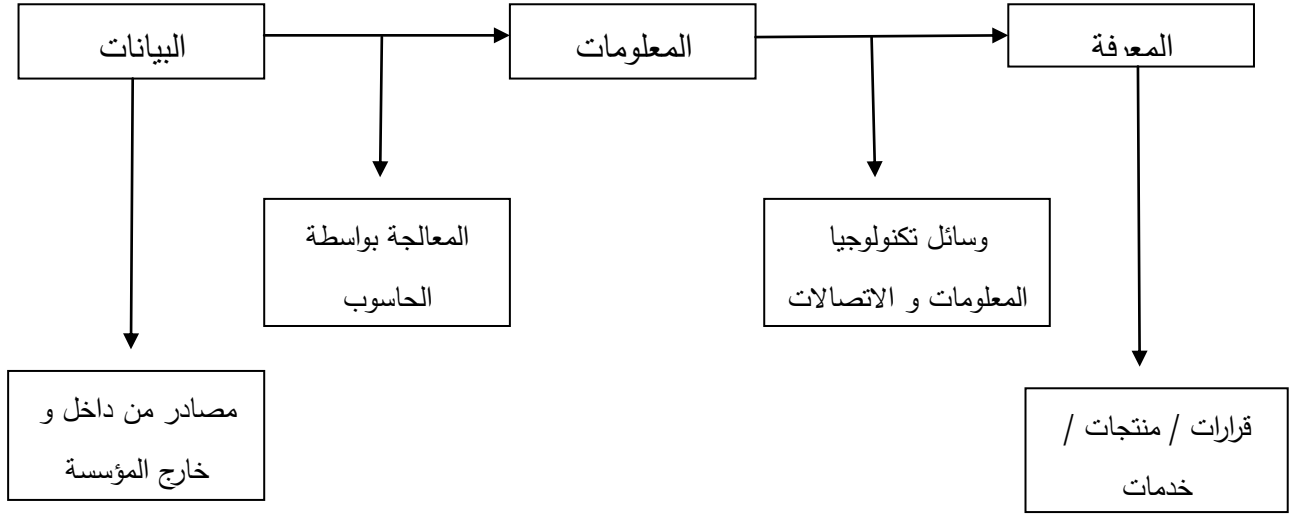 البيانات
المعلومات
المعرفة
المعالجة بواسطة
الحاسوب
وسائل تكنولوجيا
المعلومات و الاتصالات
مصادر من داخل و
خارج المؤسسة
قرارات / منتجات /
خدمات